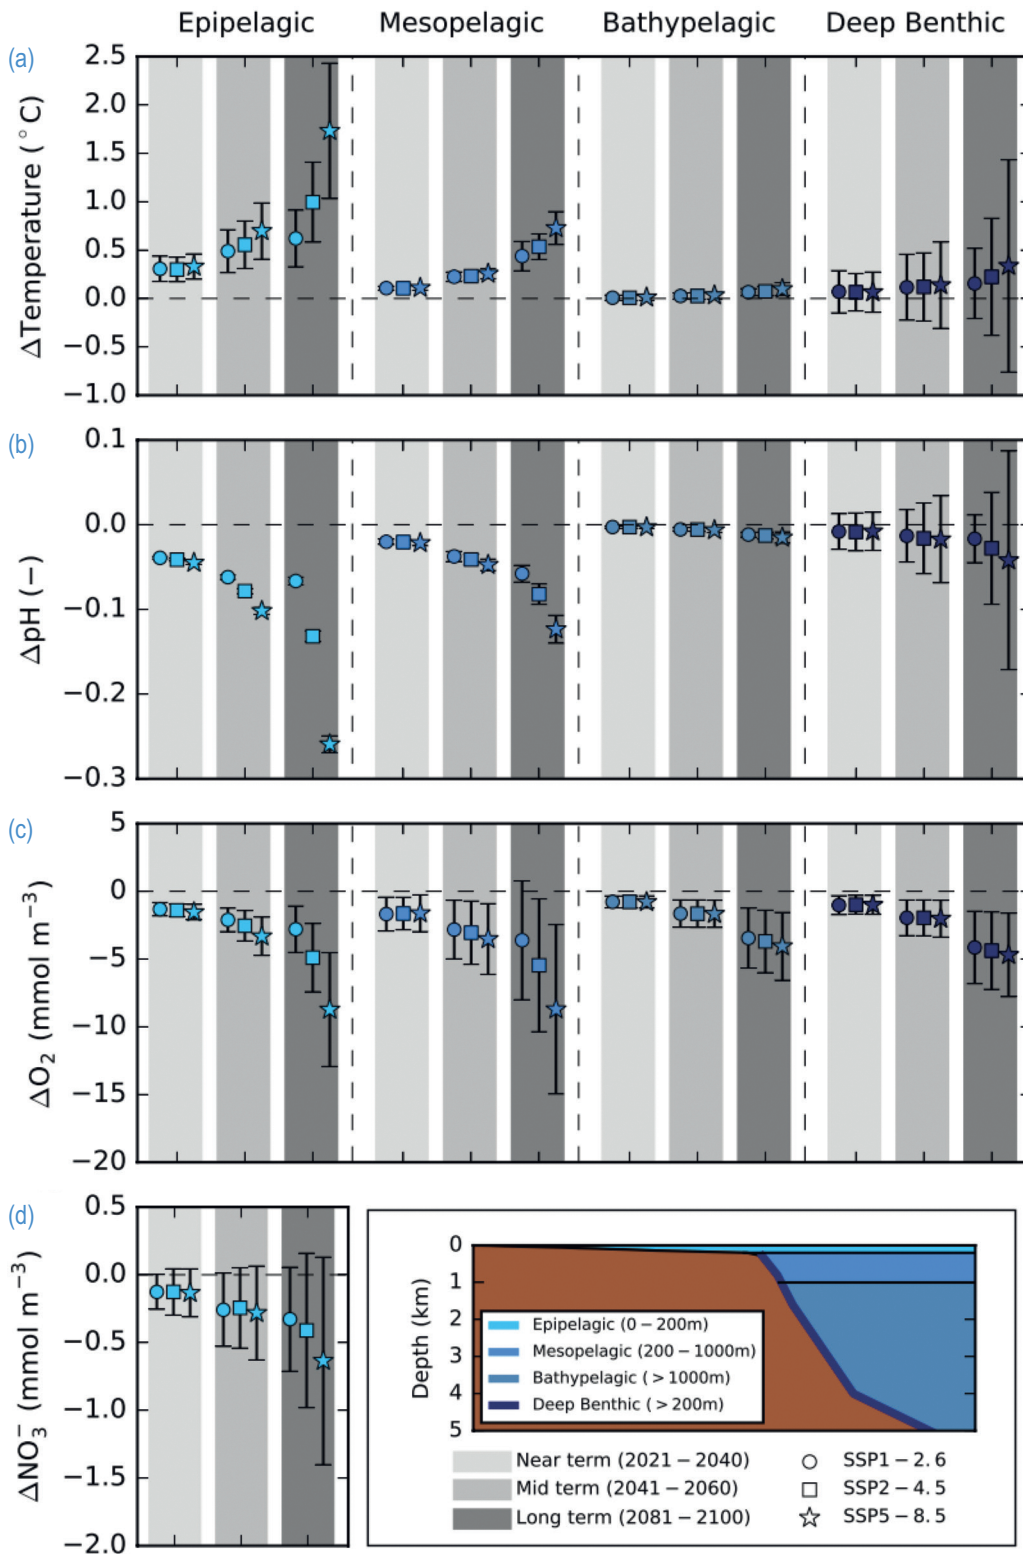 Epipelagic Mesopelagic Bathypelagic Deep Benthic
(a)
ΔTemperature (°C)
2.5
2.0
1.5
1.0
0.5
0.0
−0.5
−1.0
(b)
ΔpH (−)
0.1
0.0
−0.1
−0.2
−0.3
(c)
ΔO₂ (mmol m⁻³)
5
0
−5
−10
−15
−20
(d)
ΔNO₃⁻ (mmol m⁻³)
0.5
0.0
−0.5
−1.0
−1.5
−2.0
Depth (km)
0
1
2
3
4
5
Epipelagic (0−200m)
Mesopelagic (200−1000m)
Bathypelagic (>1000m)
Deep Benthic (>200m)
Near term (2021−2040) SSP1−2.6
Mid term (2041−2060) SSP2−4.5
Long term (2081−2100) SSP5−8.5